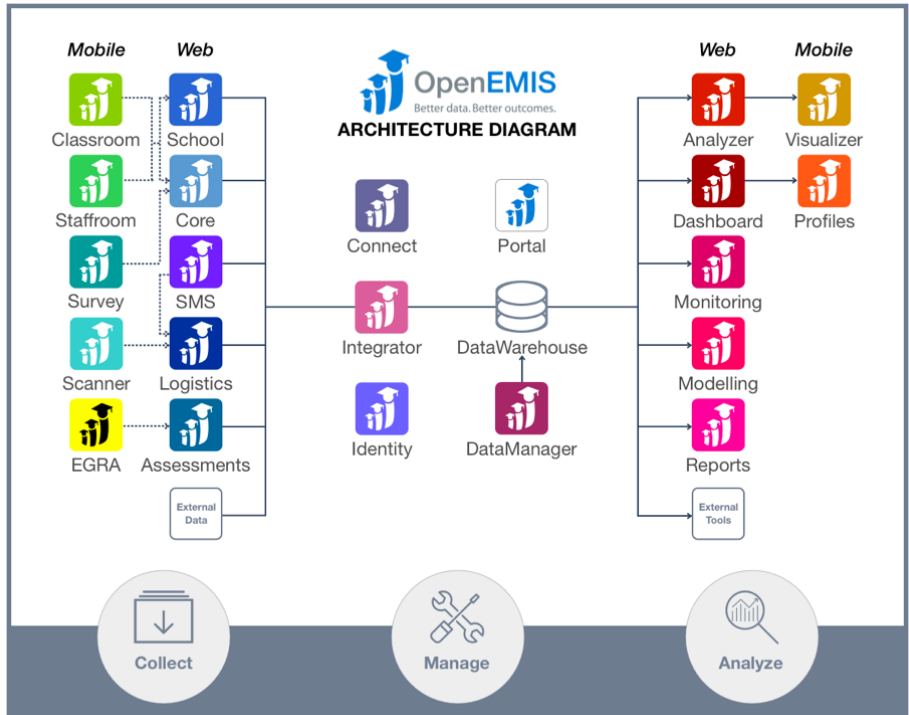 Mobile Web
Web Mobile
OpenEMIS
Better data. Better outcomes.
ARCHITECTURE DIAGRAM
Classroom School
Analyzer Visualizer
Staffroom Core
Connect Portal
Dashboard Profiles
Survey SMS
Monitoring
Scanner Logistics
Integrator DataWarehouse
Modelling
EGRA Assessments
Identity DataManager
Reports
External
Data
External
Tools
Collect
Manage
Analyze